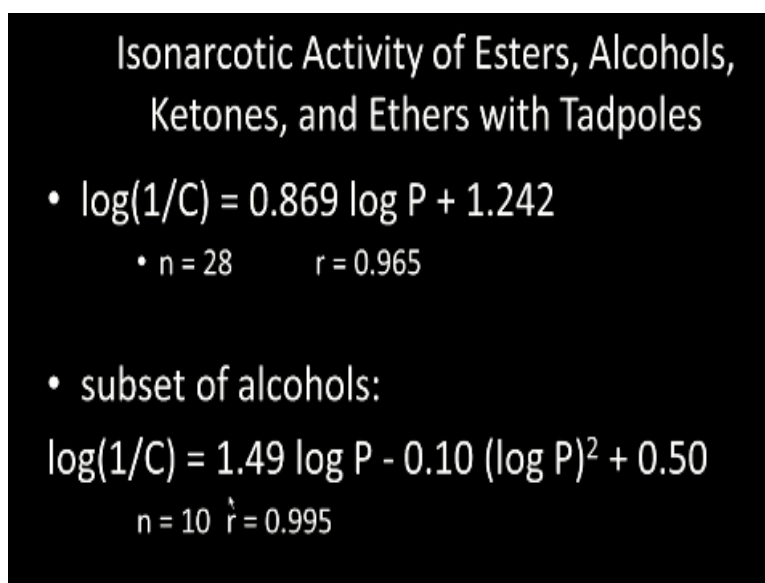 Isonarcotic Activity of Esters, Alcohols,
Ketones, and Ethers with Tadpoles
• log(1/C) = 0.869 log P + 1.242
• n = 28 r = 0.965
• subset of alcohols:
log(1/C) = 1.49 log P - 0.10 (log P)² + 0.50
n = 10 r = 0.995